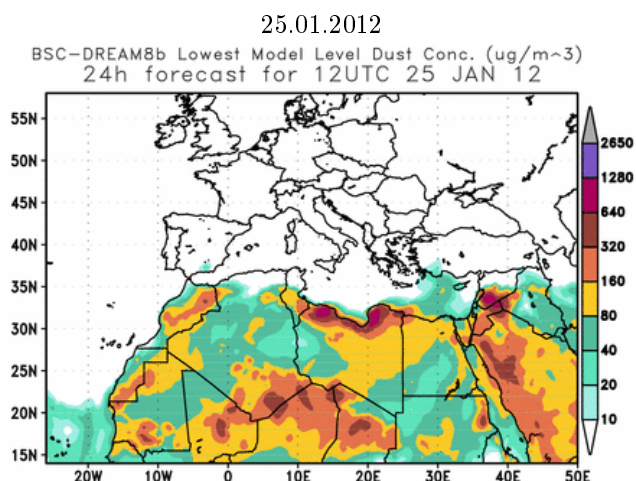 25.01.2012
BSC-DREAM8b Lowest Model Level Dust Conc. (ug/m^3)
24h forecast for 12UTC 25 JAN 12
55N
50N
45N
40N
35N
30N
25N
20N
15N
20W
10W
0
10E
20E
30E
40E
50E
2650
1280
640
320
160
80
40
20
10